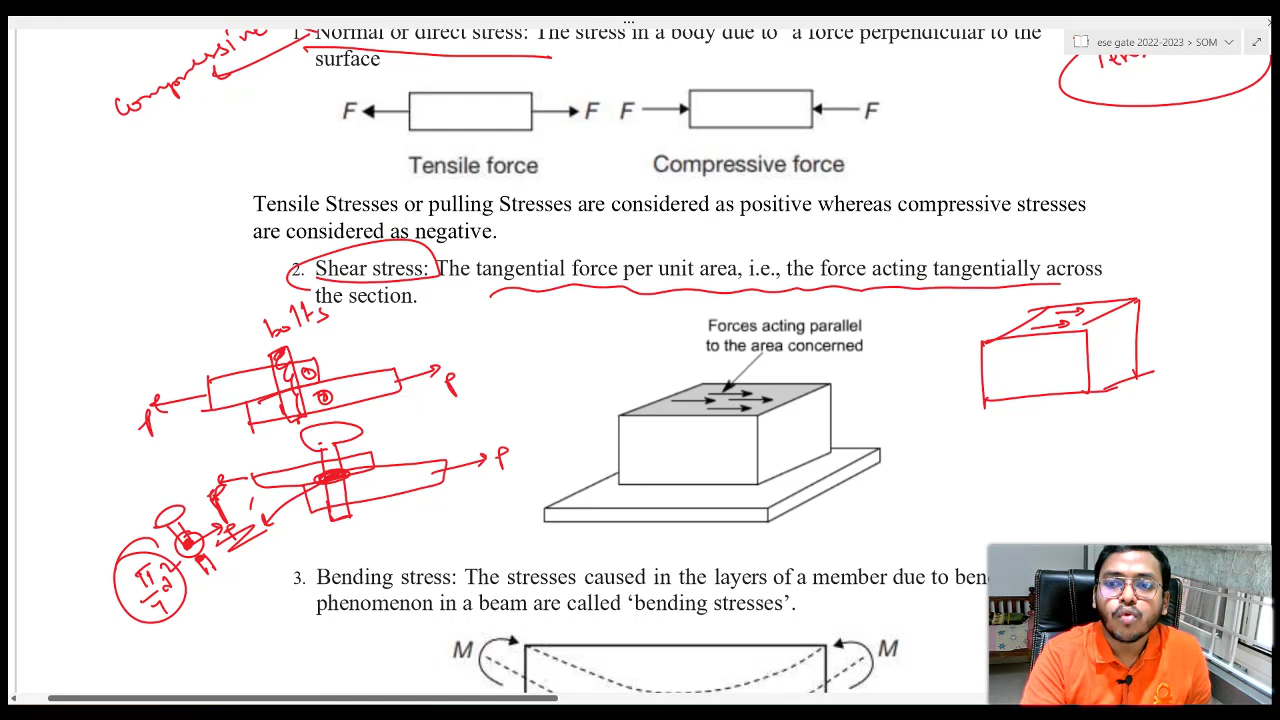 ...
ese gate 2022-2023 > SOM
Compressive
1. Normal or direct stress: The stress in a body due to a force perpendicular to the
surface
F F F F
Tensile force Compressive force
Tensile Stresses or pulling Stresses are considered as positive whereas compressive stresses
are considered as negative.
2. Shear stress: The tangential force per unit area, i.e., the force acting tangentially across
the section.
bolts
Forces acting parallel
to the area concerned
① ②
P P
P P
3. Bending stress: The stresses caused in the layers of a member due to
phenomenon in a beam are called ‘bending stresses’.
M M